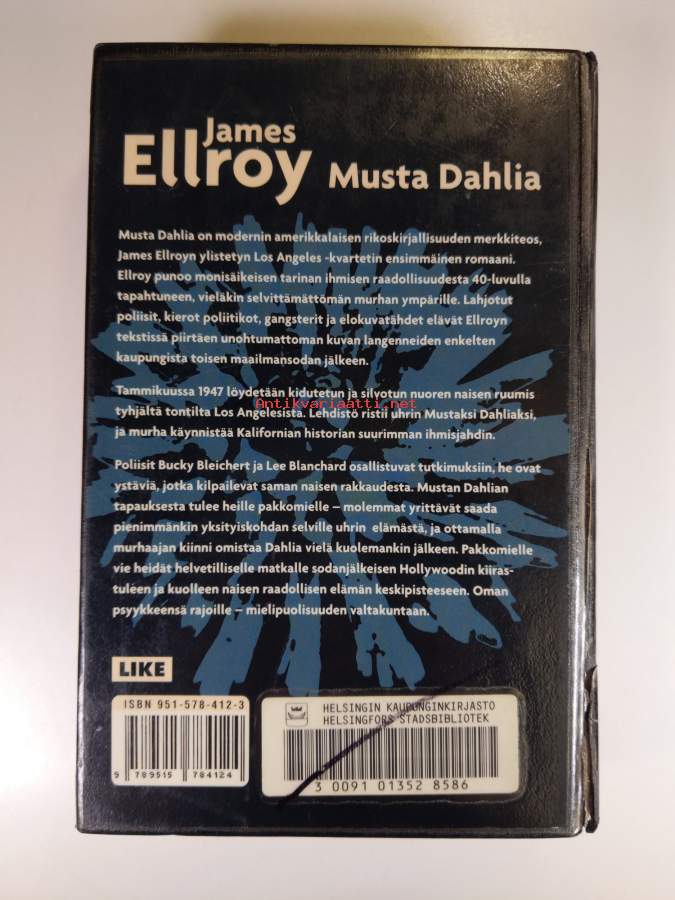 James
Ellroy Musta Dahlia
Musta Dahlia on modernin amerikkalaisen rikoskirjallisuuden merkkiteos,
James Ellroyn ylistetyn Los Angeles -kvartetin ensimmäinen romaani.
Ellroy punoo monisäikeisen tarinan ihmisen raadollisuudesta 40-luvulla
tapahtuneen, vieläkin selvittämättömän murhan ympärille. Lahjotut
poliisit, kierot poliitikot, gangsterit ja elokuvatähdet elävät Ellroyn
tekstissä piirtäen unohtumattoman kuvan langenneiden enkelten
kaupungista toisen maailmansodan jälkeen.
Tammikuussa 1947 löydetään kidutetun ja silvotun nuoren naisen ruumis
Antikvariaatti.net
tyhjältä tontilta Los Angelesista. Lehdistö ristii uhrin Mustaksi Dahliaksi,
ja murha käynnistää Kalifornian historian suurimman ihmisjahdin.
Poliisit Bucky Bleichert ja Lee Blanchard osallistuvat tutkimuksiin, he ovat
ystäviä, jotka kilpailevat saman naisen rakkaudesta. Mustan Dahlian
tapauksesta tulee heille pakkomielle – molemmat yrittävät saada
pienimmänkin yksityiskohdan selville uhrin elämästä, ja ottamalla
murhaajan kiinni omistaa Dahlia vielä kuolemankin jälkeen. Pakkomielle
vie heidät helvetilliselle matkalle sodanjälkeisen Hollywoodin kiiras-
tuleen ja kuolleen naisen raadollisen elämän keskipisteeseen. Oman
psyykkeensä rajoille – mielipuolisuuden valtakuntaan.
LIKE
ISBN 951-578-412-3
9 789515 784124
HELSINGIN KAUPUNGINKIRJASTO
HELSINGFORS STADSBIBLIOTEK
3 0091 01352 8586